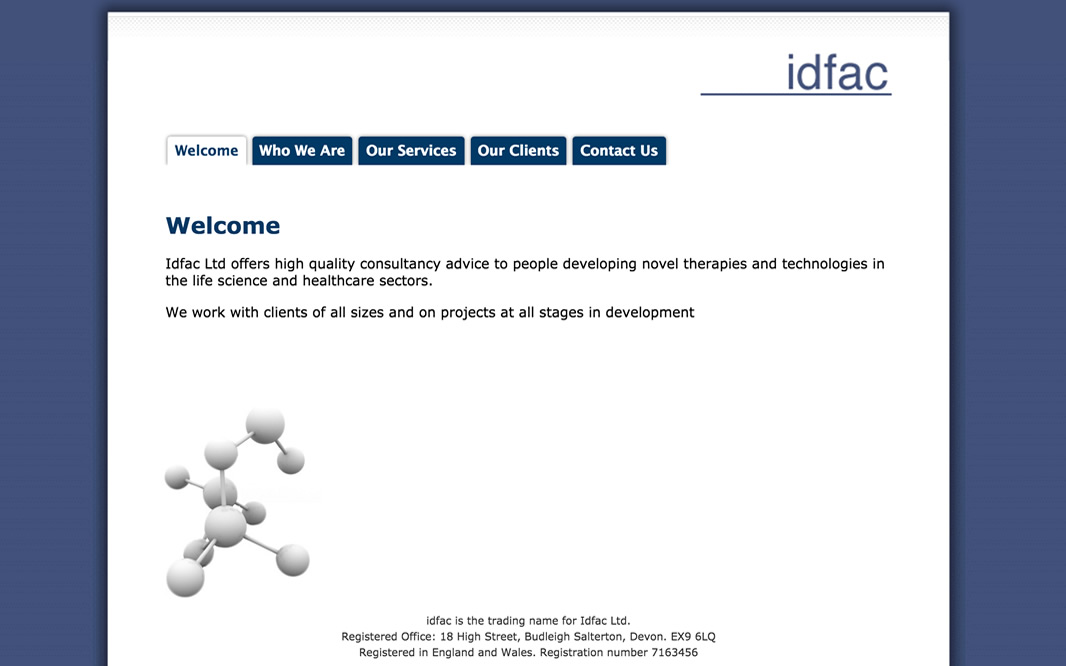 idfac
Welcome
Who We Are
Our Services
Our Clients
Contact Us
Welcome
Idfac Ltd offers high quality consultancy advice to people developing novel therapies and technologies in
the life science and healthcare sectors.
We work with clients of all sizes and on projects at all stages in development
idfac is the trading name for Idfac Ltd.
Registered Office: 18 High Street, Budleigh Salterton, Devon. EX9 6LQ
Registered in England and Wales. Registration number 7163456